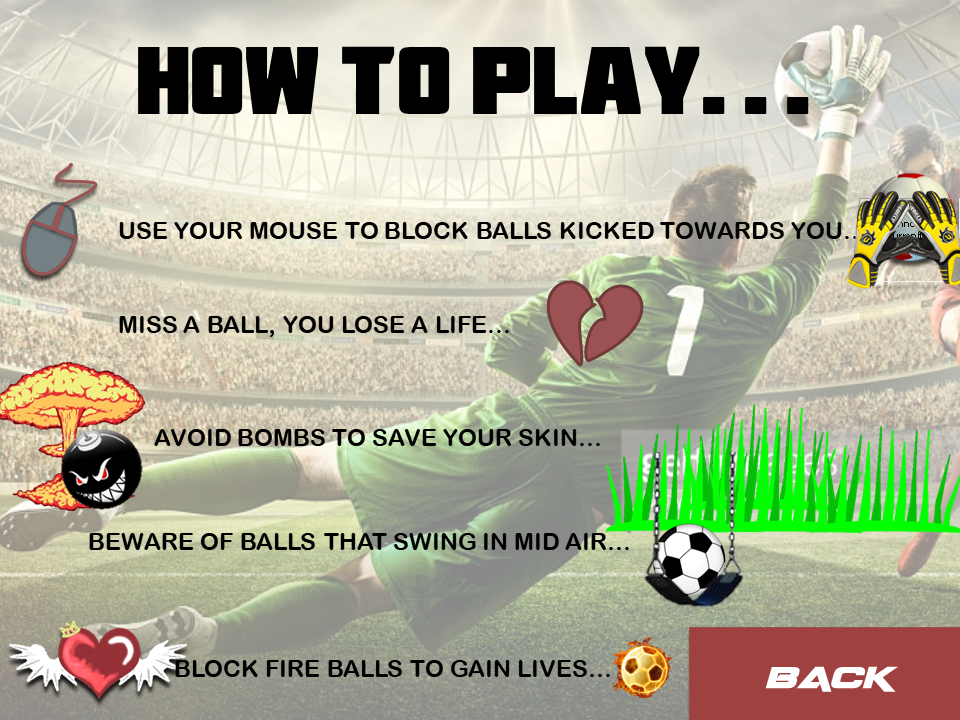 HOW TO PLAY...
USE YOUR MOUSE TO BLOCK BALLS KICKED TOWARDS YOU...
MISS A BALL, YOU LOSE A LIFE...
1
AVOID BOMBS TO SAVE YOUR SKIN...
BEWARE OF BALLS THAT SWING IN MID AIR...
BLOCK FIRE BALLS TO GAIN LIVES...
BACK